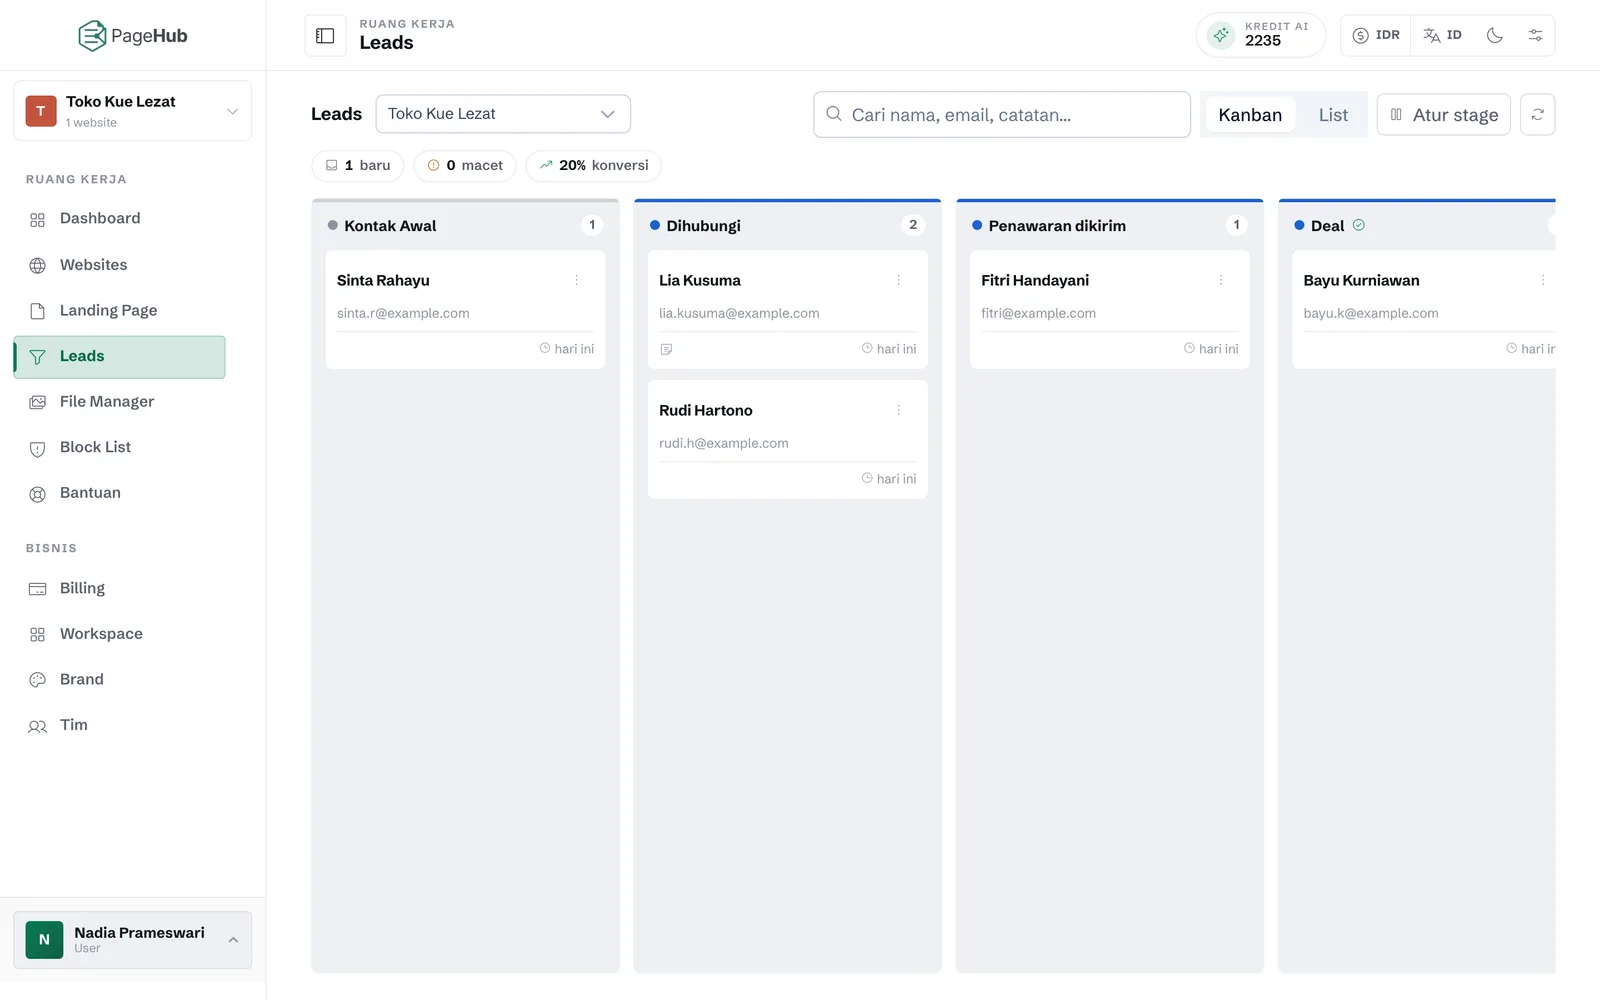 PageHub
RUANG KERJA
Leads
KREDIT AI
2235
IDR
ID
T
Toko Kue Lezat
1 website
RUANG KERJA
Dashboard
Websites
Landing Page
Leads
File Manager
Block List
Bantuan
BISNIS
Billing
Workspace
Brand
Tim
N
Nadia Prameswari
User
Leads
Toko Kue Lezat
Cari nama, email, catatan...
Kanban
List
Atur stage
1 baru
0 macet
20% konversi
Kontak Awal
1
Sinta Rahayu
sinta.r@example.com
hari ini
Dihubungi
2
Lia Kusuma
lia.kusuma@example.com
hari ini
Rudi Hartono
rudi.h@example.com
hari ini
Penawaran dikirim
1
Fitri Handayani
fitri@example.com
hari ini
Deal
Bayu Kurniawan
bayu.k@example.com
hari